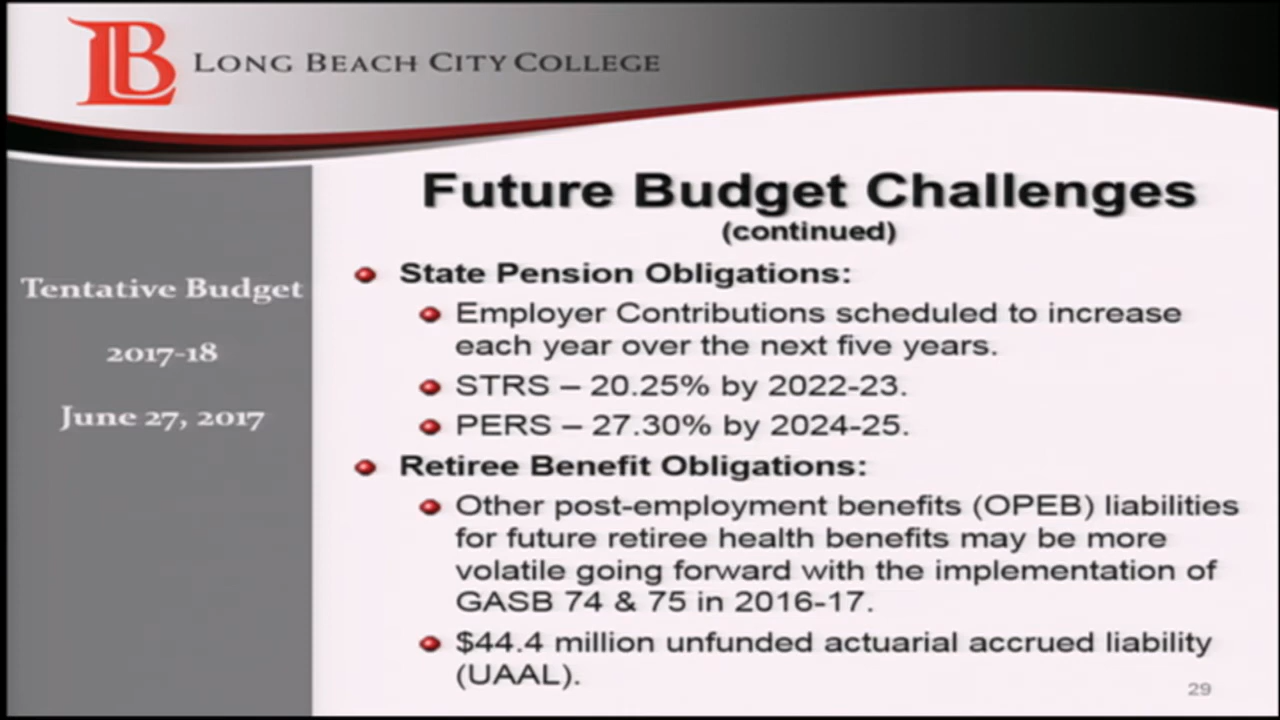 LB LONG BEACH CITY COLLEGE
Tentative Budget
2017-18
June 27, 2017
Future Budget Challenges
(continued)
State Pension Obligations:
Employer Contributions scheduled to increase
each year over the next five years.
STRS – 20.25% by 2022-23.
PERS – 27.30% by 2024-25.
Retiree Benefit Obligations:
Other post-employment benefits (OPEB) liabilities
for future retiree health benefits may be more
volatile going forward with the implementation of
GASB 74 & 75 in 2016-17.
$44.4 million unfunded actuarial accrued liability
(UAAL).
29